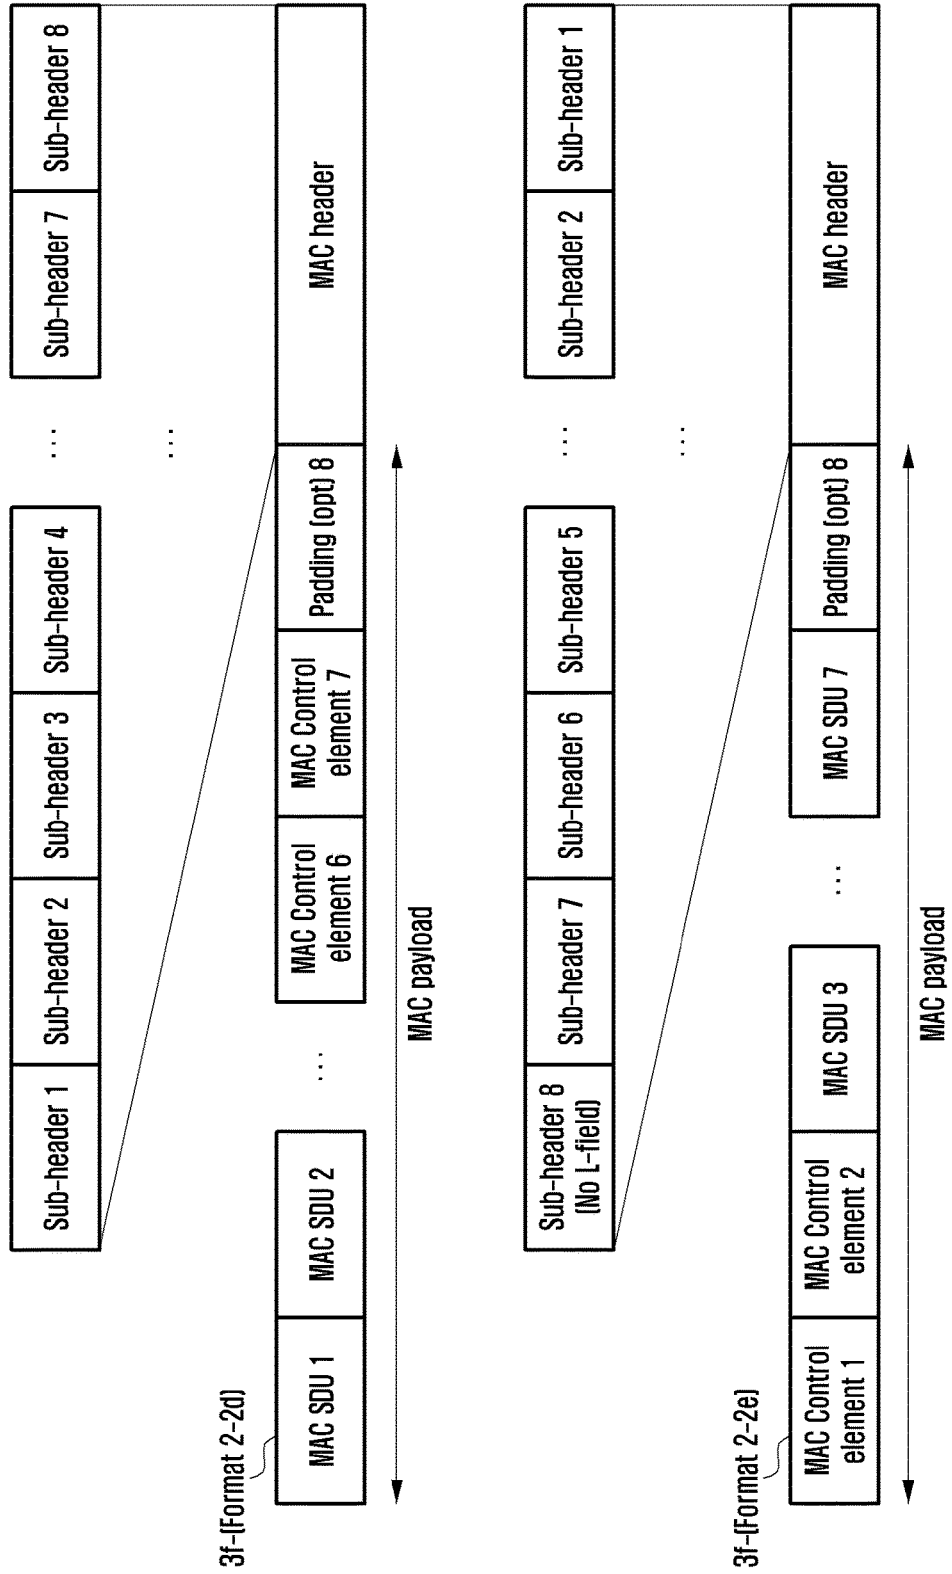 Sub-header 1
Sub-header 2
Sub-header 3
Sub-header 4
...
Sub-header 7
Sub-header 8
...
3f-(Format 2-2d)
MAC SDU 1
MAC SDU 2
...
MAC Control
element 6
MAC Control
element 7
Padding (opt) 8
MAC header
MAC payload
Sub-header 8
(No L-field)
Sub-header 7
Sub-header 6
Sub-header 5
...
Sub-header 2
Sub-header 1
...
3f-(Format 2-2e)
MAC Control
element 1
MAC Control
element 2
MAC SDU 3
...
MAC SDU 7
Padding (opt) 8
MAC header
MAC payload